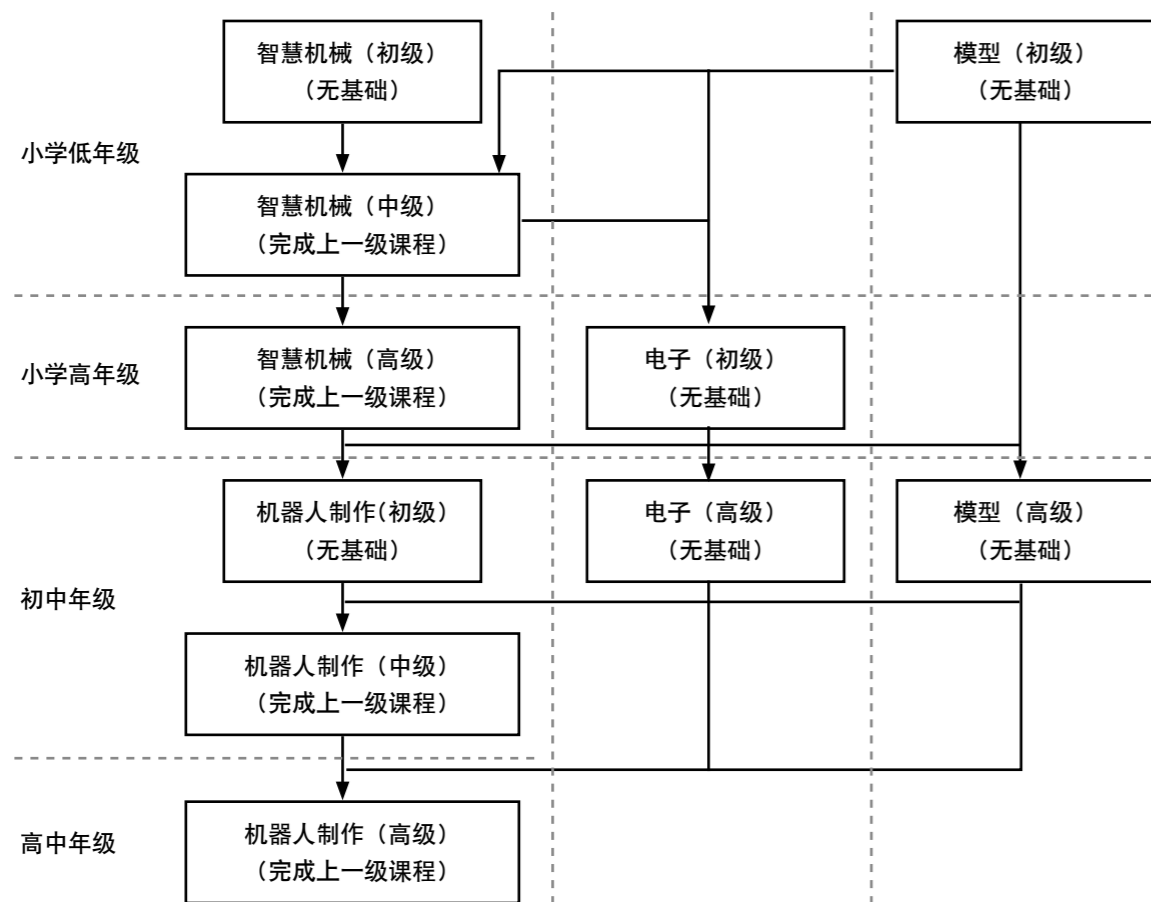 智慧机械（初级）
（无基础）
模型（初级）
（无基础）
小学低年级
智慧机械（中级）
（完成上一级课程）
小学高年级
智慧机械（高级）
（完成上一级课程）
电子（初级）
（无基础）
初中年级
机器人制作(初级）
（无基础）
电子（高级）
（无基础）
模型（高级）
（无基础）
机器人制作（中级）
（完成上一级课程）
高中年级
机器人制作（高级）
（完成上一级课程）